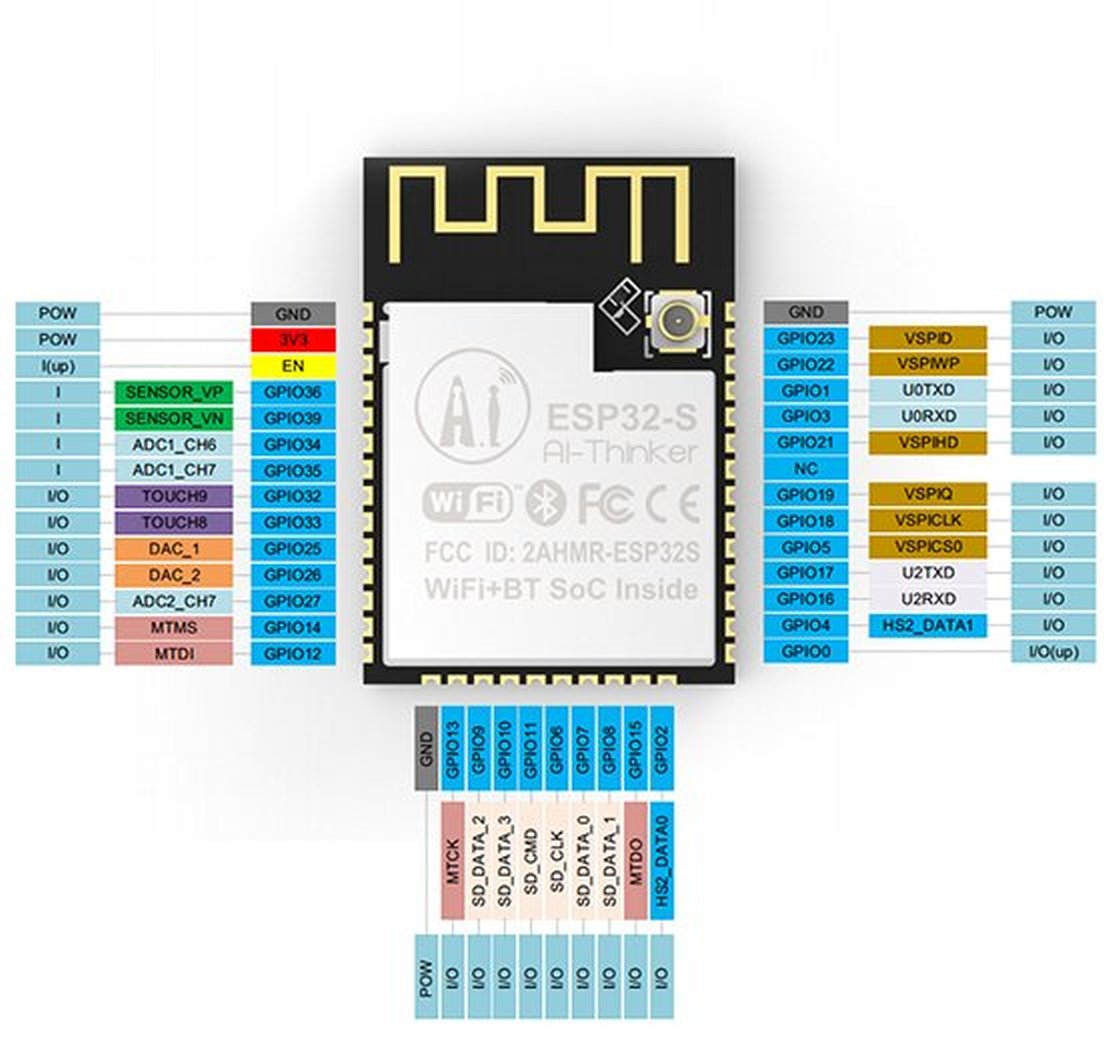 POW GND
POW 3V3
I(up) EN
I SENSOR_VP GPIO36
I SENSOR_VN GPIO39
I ADC1_CH6 GPIO34
I ADC1_CH7 GPIO35
I/O TOUCH9 GPIO32
I/O TOUCH8 GPIO33
I/O DAC_1 GPIO25
I/O DAC_2 GPIO26
I/O ADC2_CH7 GPIO27
I/O MTMS GPIO14
I/O MTDI GPIO12
A.I
ESP32-S
AI-Thinker
WiFi™ FC CE
FCC ID: 2AHMR-ESP32S
WiFi+BT SoC Inside
GND POW
GPIO23 VSPID I/O
GPIO22 VSPIWP I/O
GPIO1 U0TXD I/O
GPIO3 U0RXD I/O
GPIO21 VSPIHD I/O
NC
GPIO19 VSPIQ I/O
GPIO18 VSPICLK I/O
GPIO5 VSPICS0 I/O
GPIO17 U2TXD I/O
GPIO16 U2RXD I/O
GPIO4 HS2_DATA1 I/O
GPIO0 I/O(up)
GND POW
GPIO13 MTCK I/O
GPIO9 SD_DATA_2 I/O
GPIO10 SD_DATA_3 I/O
GPIO11 SD_CMD I/O
GPIO6 SD_CLK I/O
GPIO7 SD_DATA_0 I/O
GPIO8 SD_DATA_1 I/O
GPIO15 MTDO I/O
GPIO2 HS2_DATA0 I/O